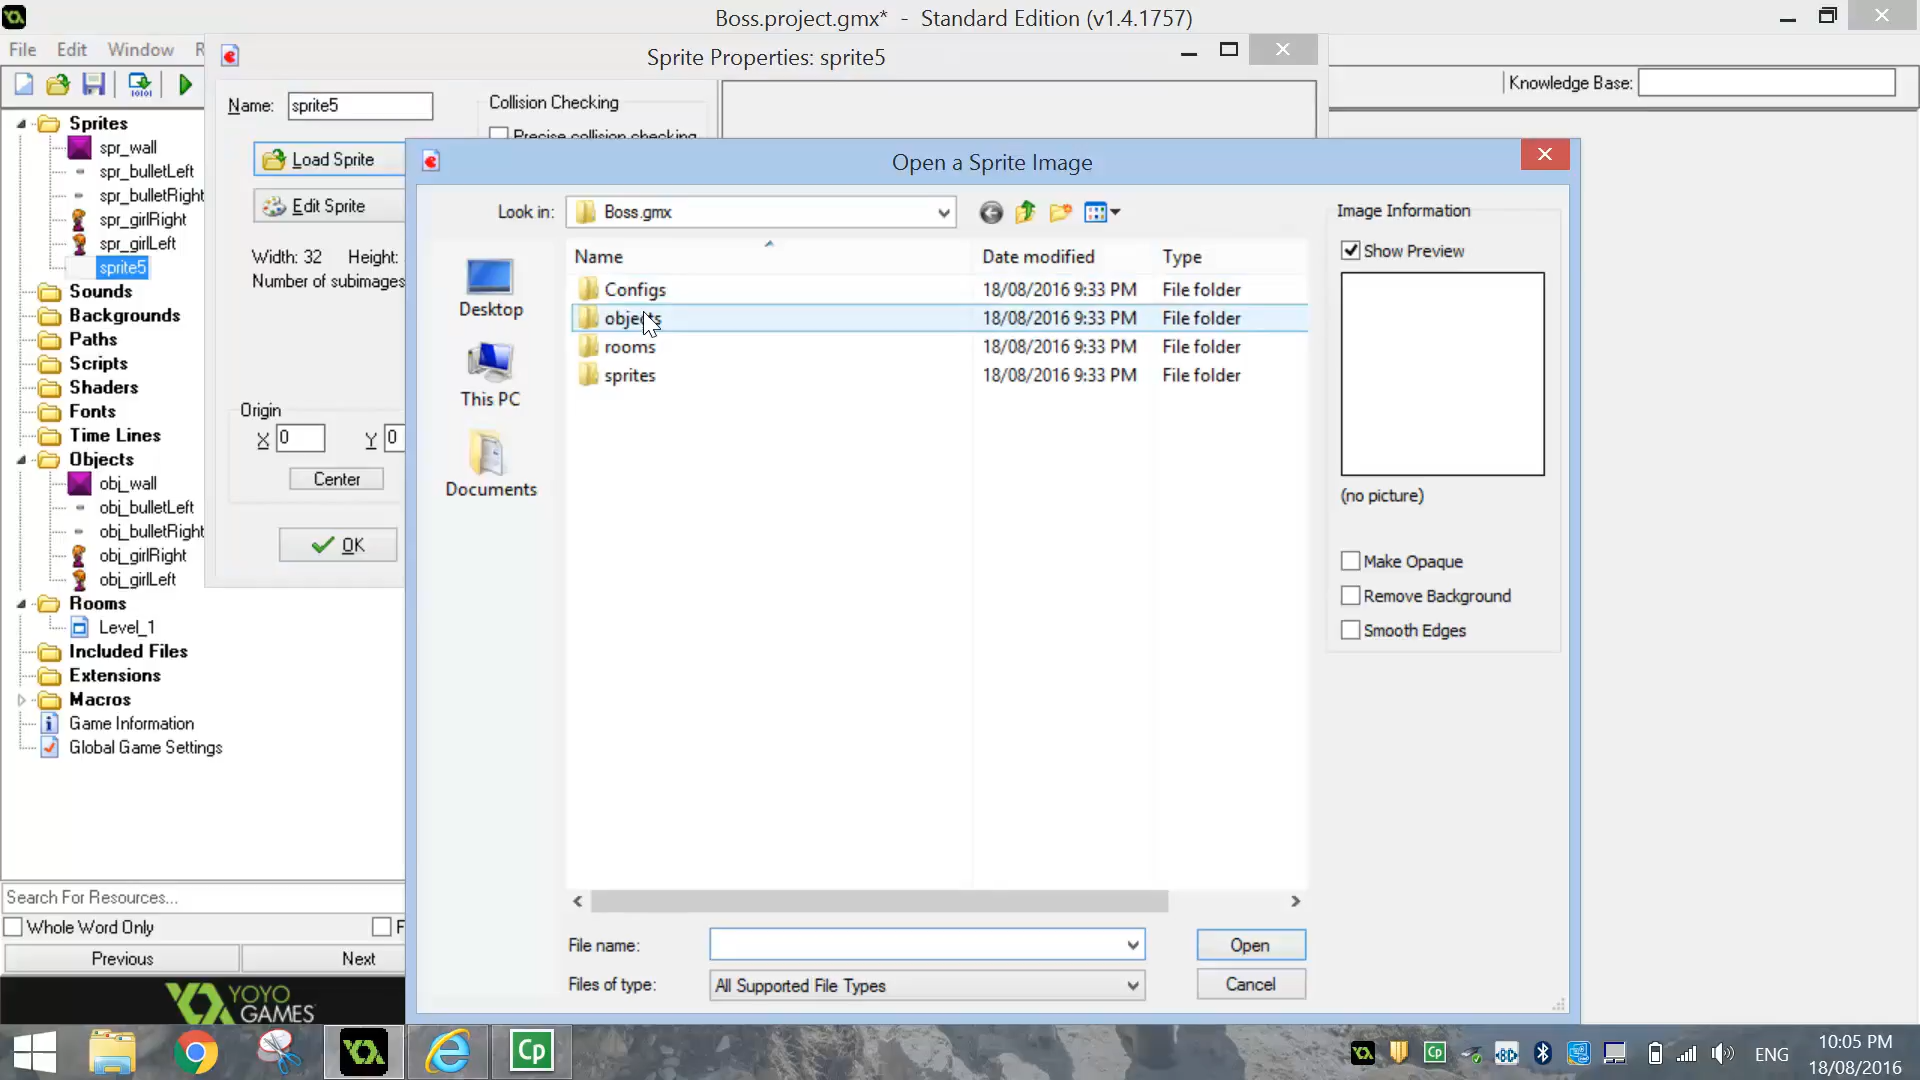 Boss.project.gmx* - Standard Edition (v1.4.1757)
File Edit Window R
Sprite Properties: sprite5
Knowledge Base:
Name: sprite5
Collision Checking
Precise collision checking
Load Sprite
Edit Sprite
Width: 32 Height:
Number of subimages
Origin
X 0 Y 0
Center
OK
Sprites
spr_wall
spr_bulletLeft
spr_bulletRight
spr_girlRight
spr_girlLeft
sprite5
Sounds
Backgrounds
Paths
Scripts
Shaders
Fonts
Time Lines
Objects
obj_wall
obj_bulletLeft
obj_bulletRight
obj_girlRight
obj_girlLeft
Rooms
Level_1
Included Files
Extensions
Macros
Game Information
Global Game Settings
Search For Resources...
Whole Word Only F
Previous Next
YOYO
GAMES
Open a Sprite Image
Look in: Boss.gmx
Desktop
This PC
Documents
Name Date modified Type
Configs 18/08/2016 9:33 PM File folder
objects 18/08/2016 9:33 PM File folder
rooms 18/08/2016 9:33 PM File folder
sprites 18/08/2016 9:33 PM File folder
File name: Open
Files of type: All Supported File Types Cancel
Image Information
Show Preview
(no picture)
Make Opaque
Remove Background
Smooth Edges
Cp
Cp
ENG
10:05 PM
18/08/2016